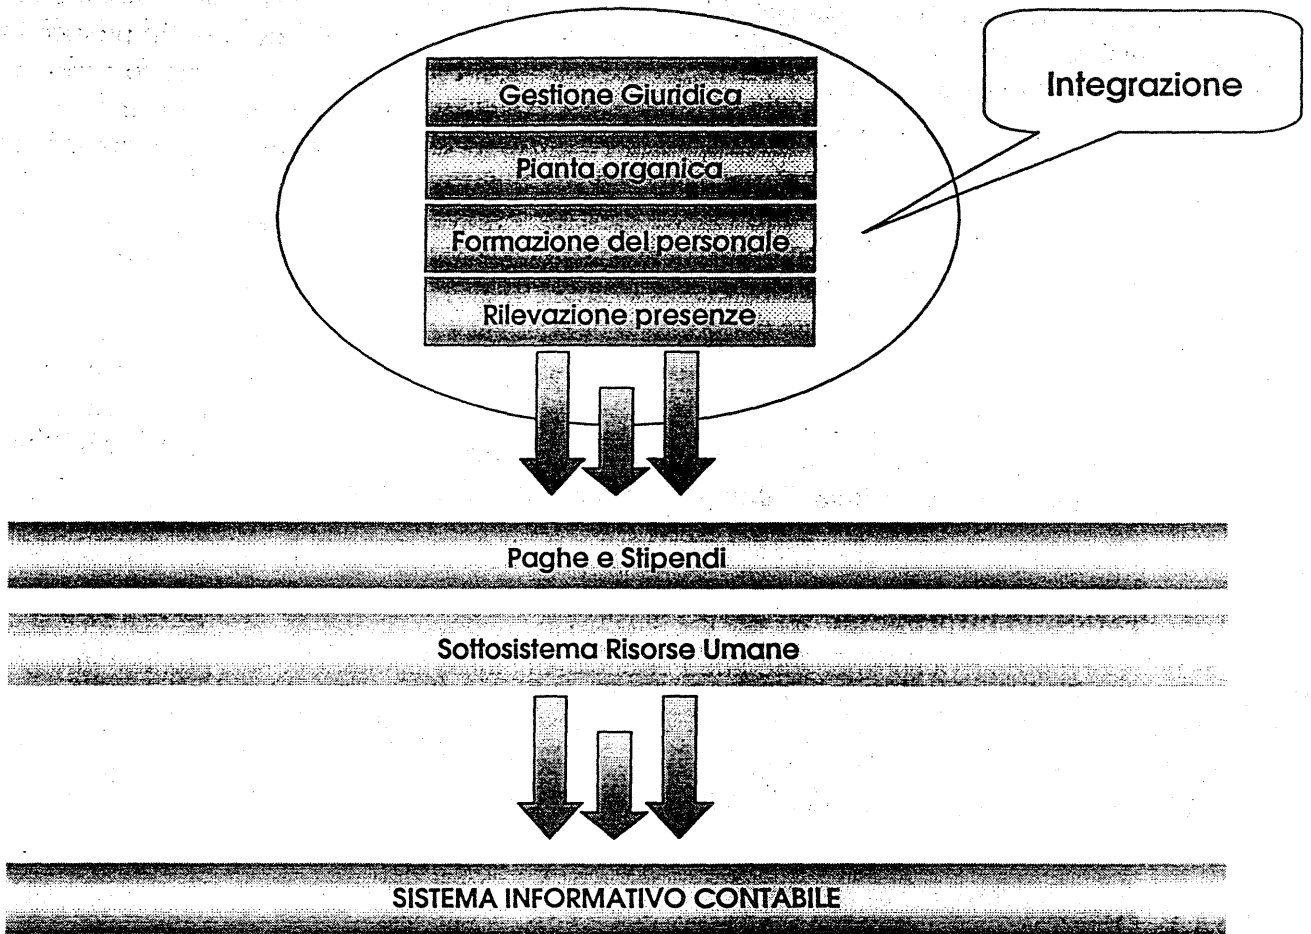 Integrazione
Gestione Giuridica
Pianta organica
Formazione del personale
Rilevazione presenze
Paghe e Stipendi
Sottosistema Risorse Umane
SISTEMA INFORMATIVO CONTABILE